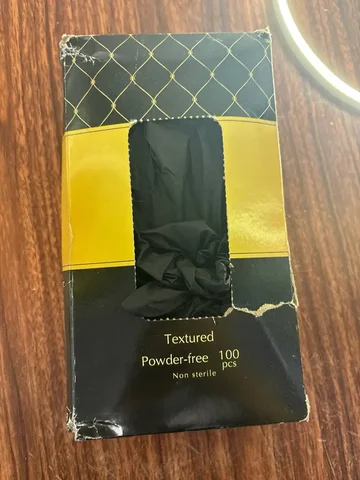 Textured
Powder-free 100 pcs
Non sterile